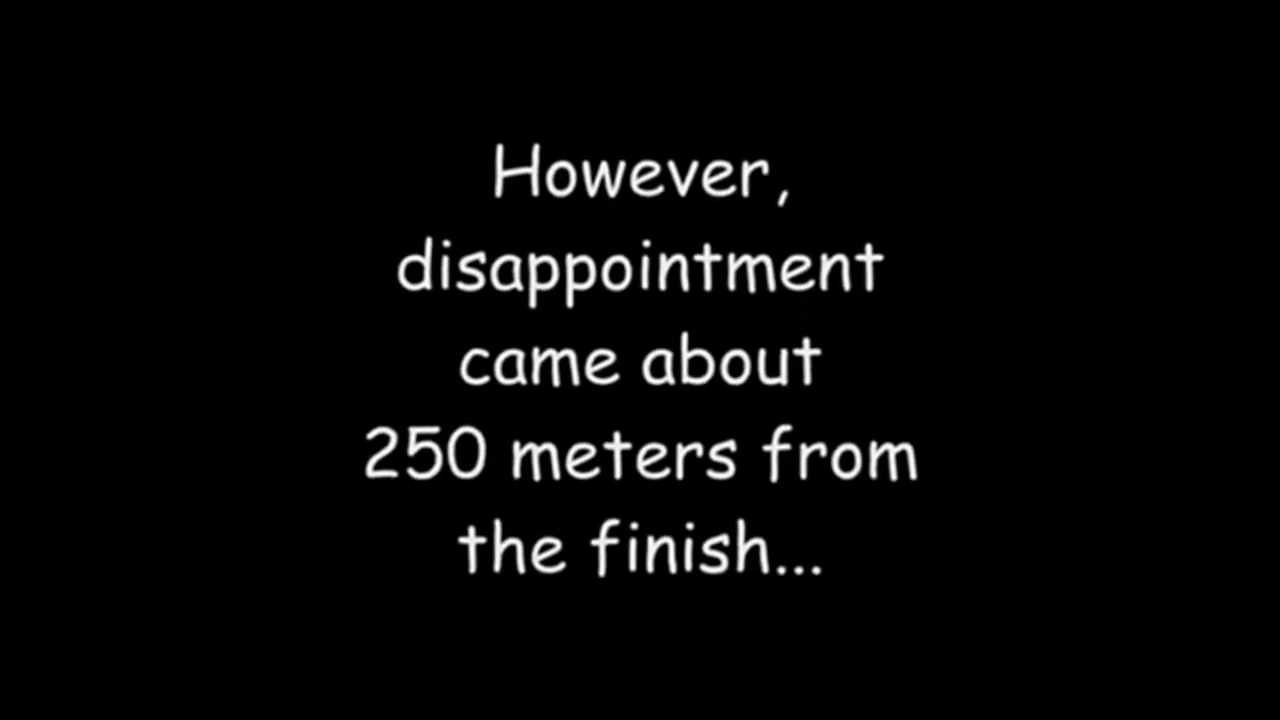 However,
disappointment
came about
250 meters from
the finish...